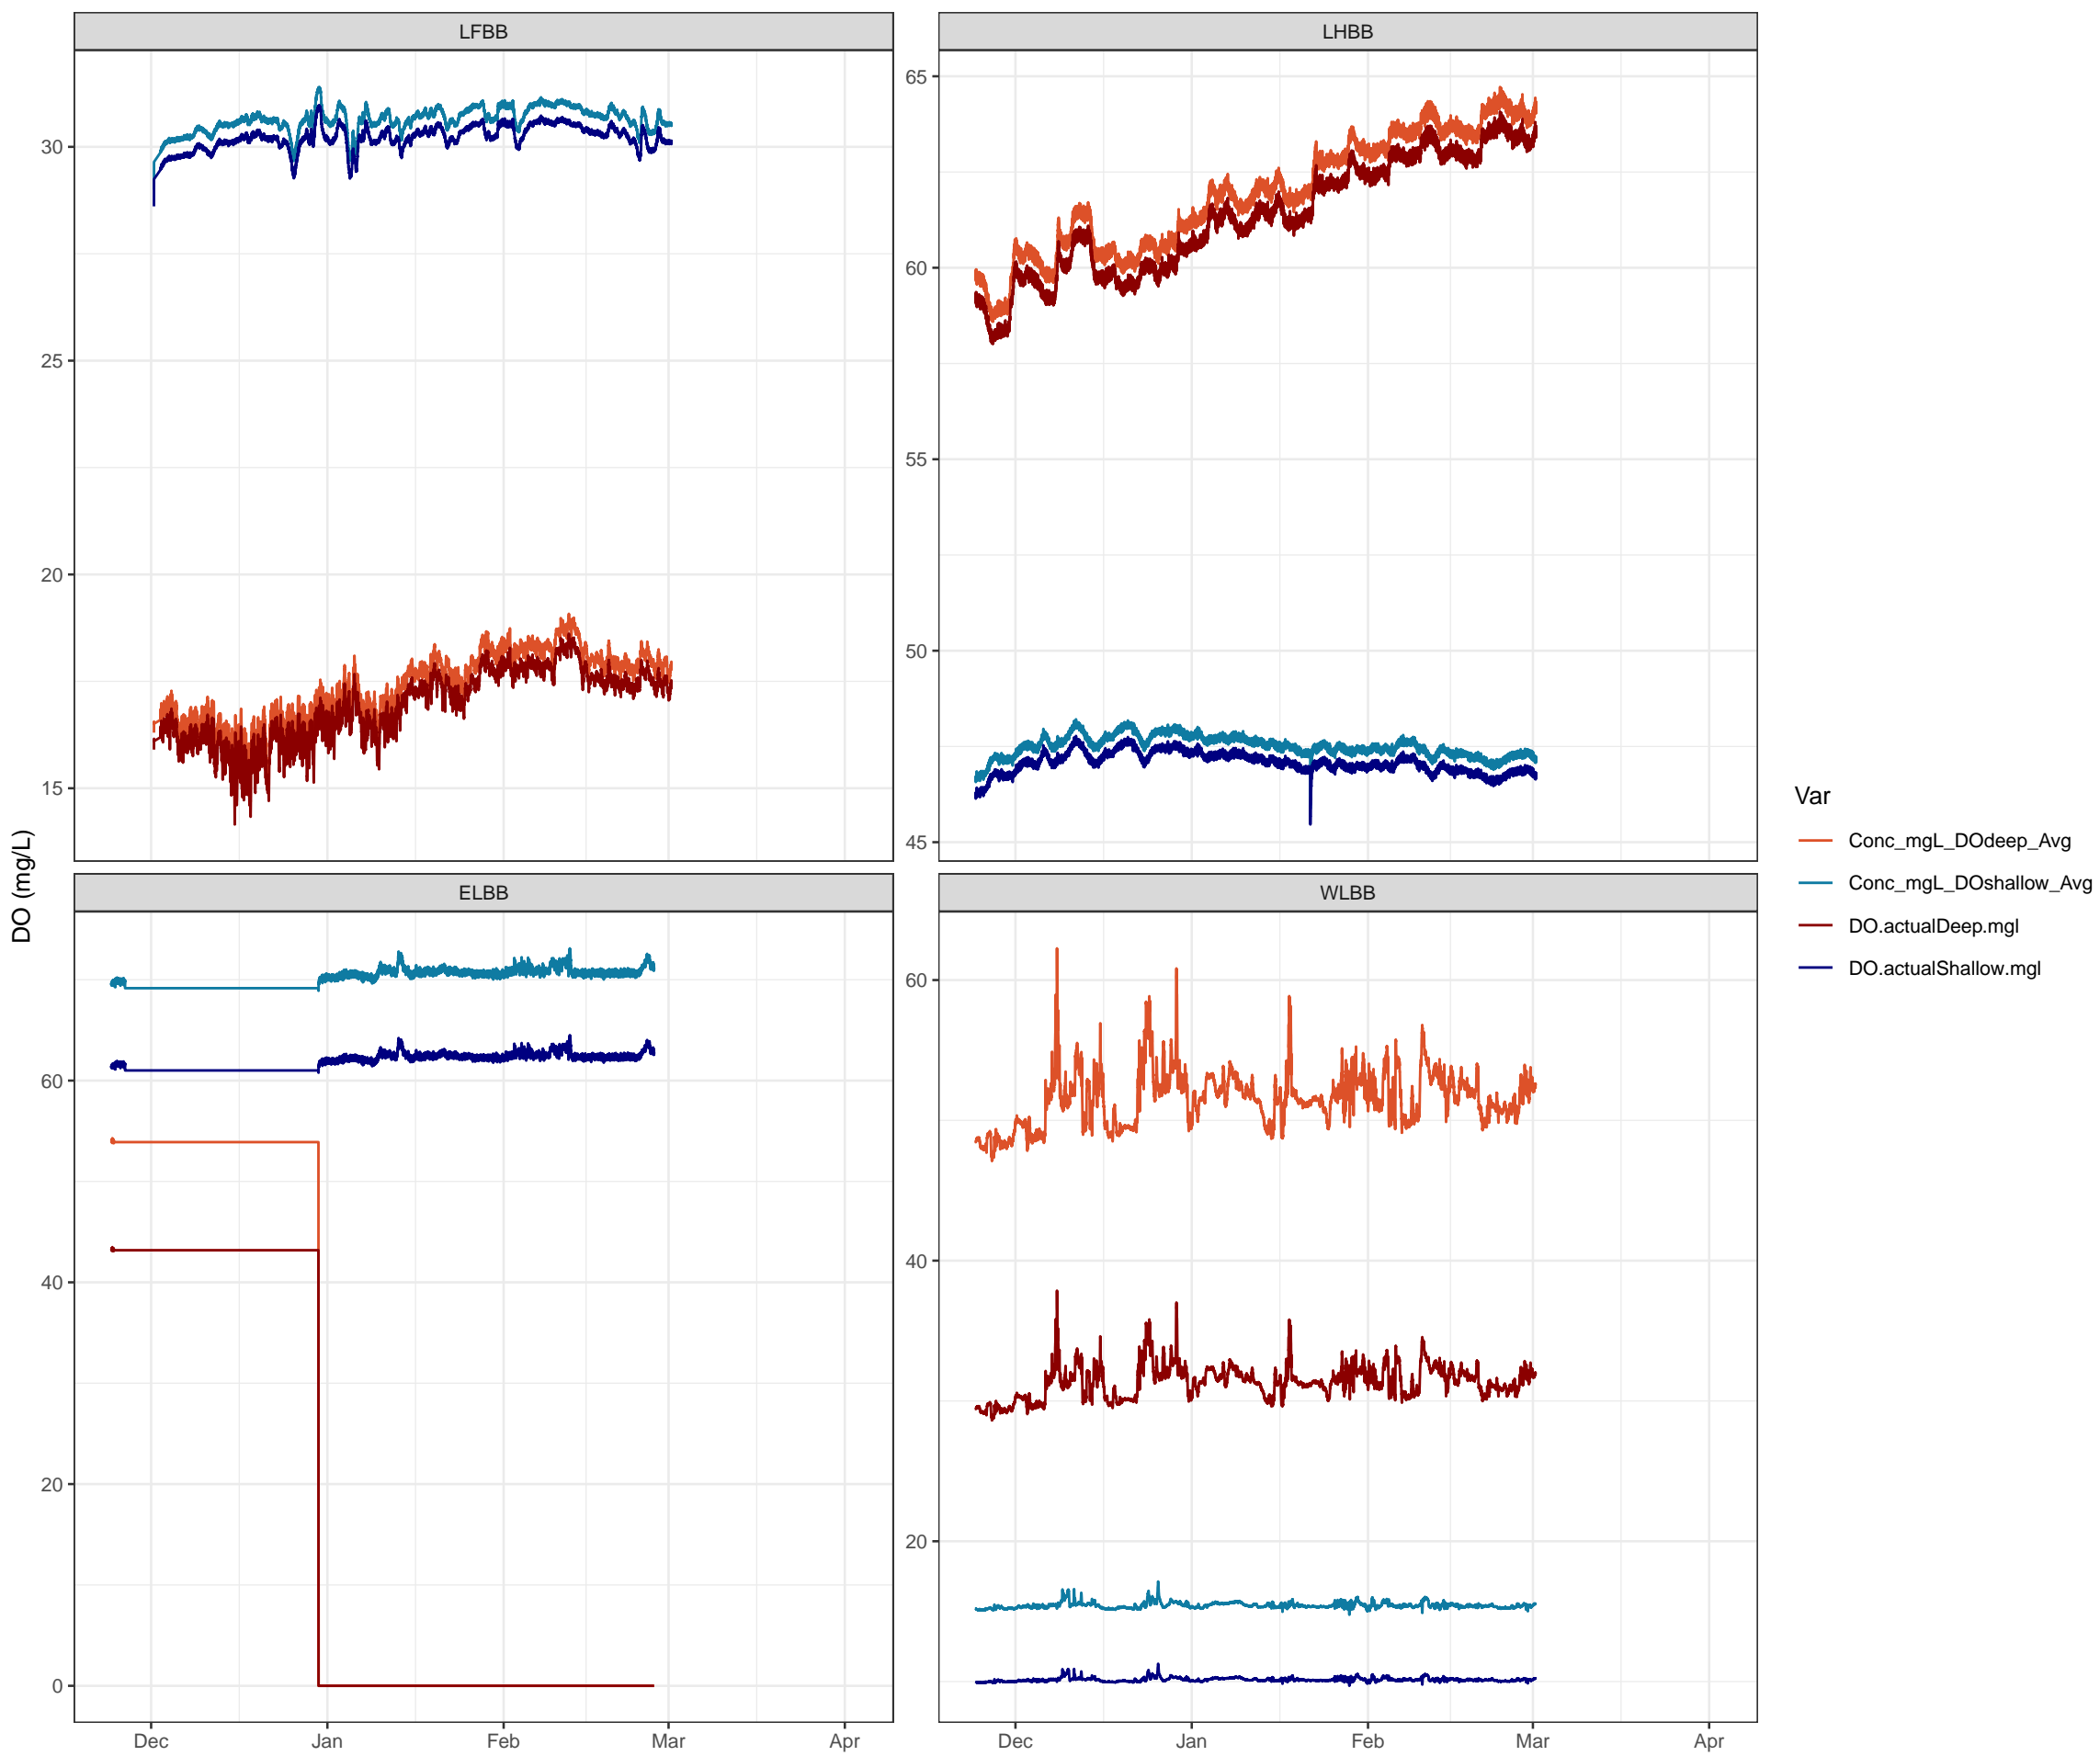 LFBB
LHBB
30
25
20
15
65
60
55
50
45
DO (mg/L)
ELBB
WLBB
60
40
20
0
60
40
20
Dec
Jan
Feb
Mar
Apr
Dec
Jan
Feb
Mar
Apr
Var
Conc_mgL_DOdeep_Avg
Conc_mgL_DOshallow_Avg
DO.actualDeep.mgl
DO.actualShallow.mgl